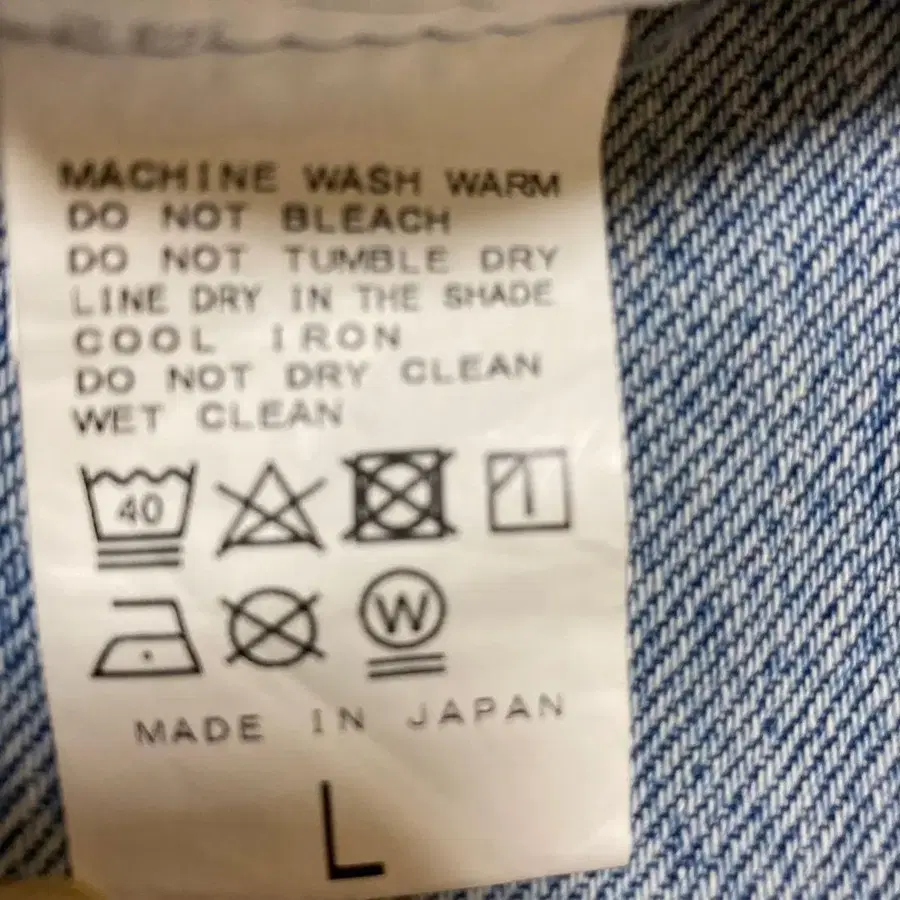 MACHINE WASH WARM
DO NOT BLEACH
DO NOT TUMBLE DRY
LINE DRY IN THE SHADE
COOL IRON
DO NOT DRY CLEAN
WET CLEAN
40
W
MADE IN JAPAN
L